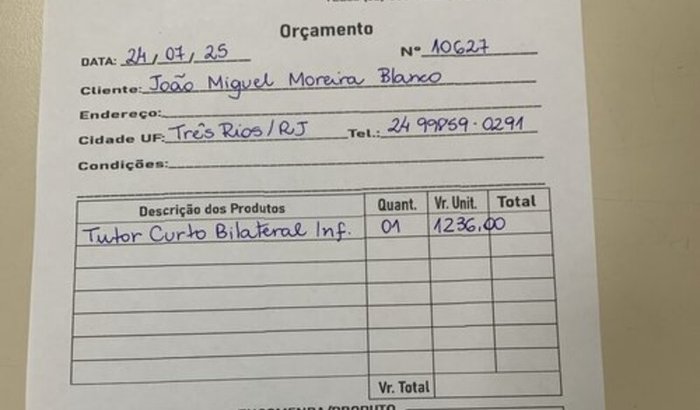 Orçamento
DATA: 24, 07, 25 Nº 10627
Cliente: João Miguel Moreira Blanco
Endereço:
Cidade UF: Três Rios/RJ Tel.: 24 99859-0291
Condições:
Descrição dos Produtos Quant. Vr. Unit. Total
Tutor Curto Bilateral Inf. 01 1236,00
Vr. Total